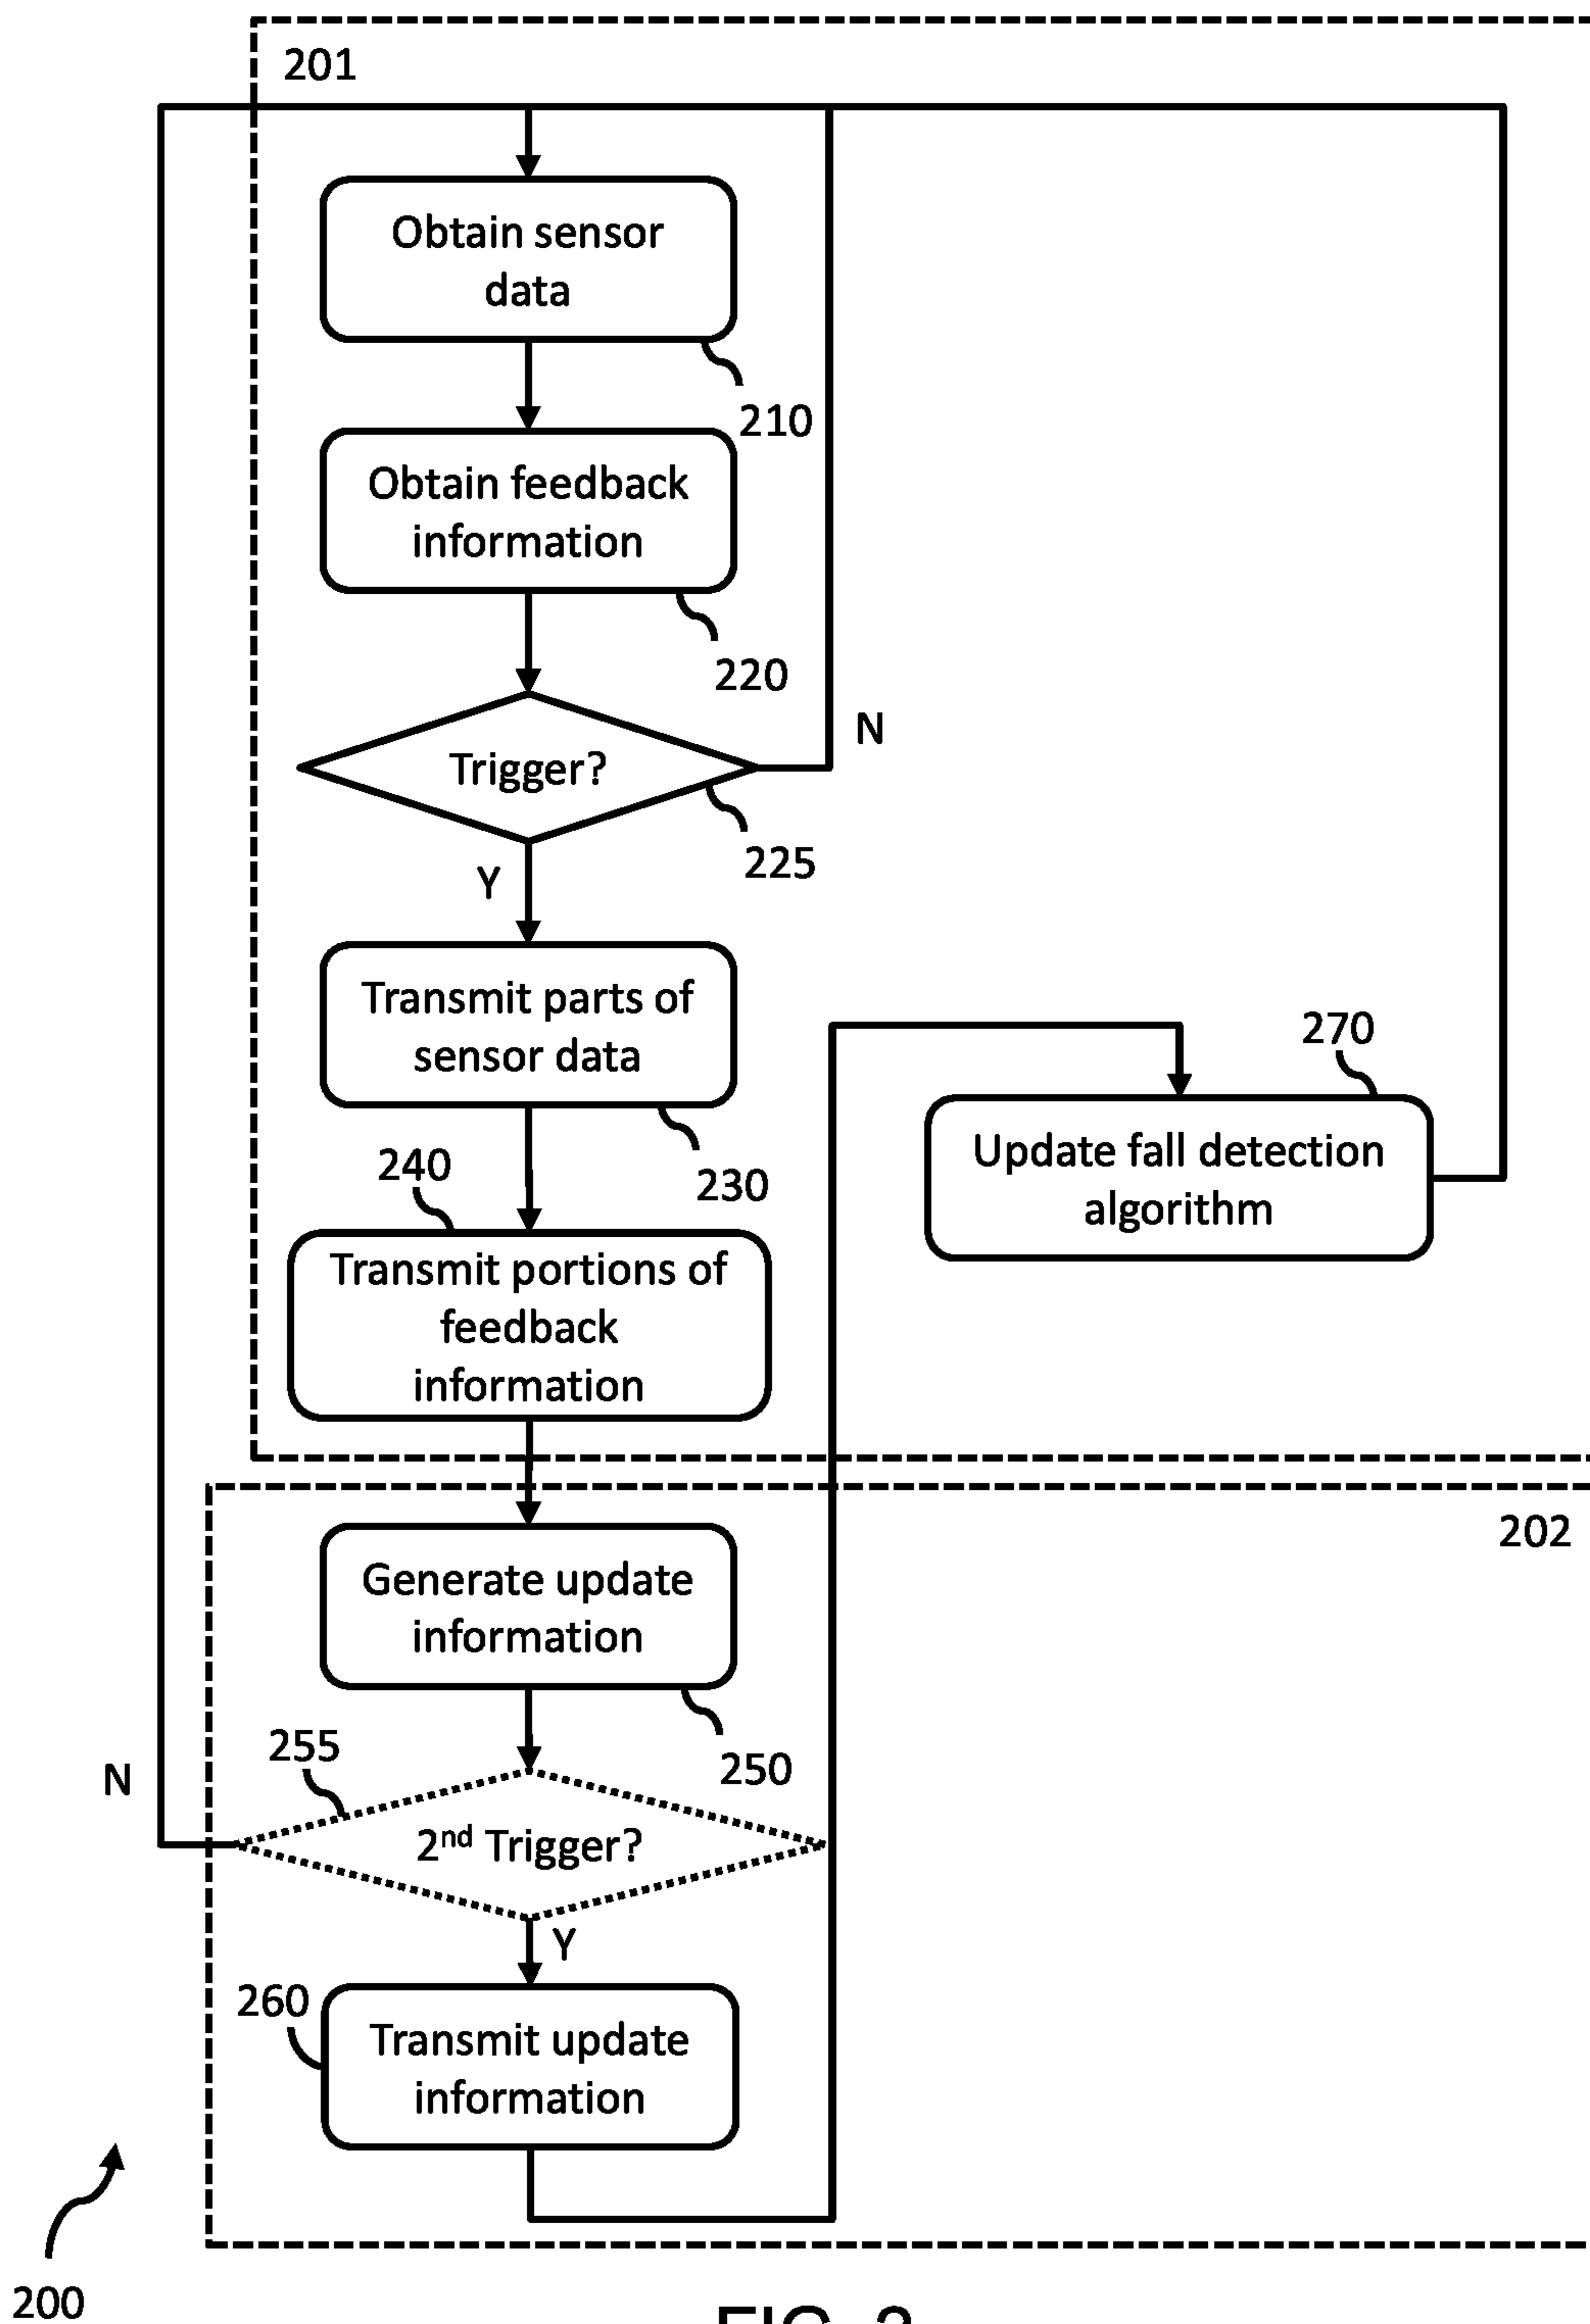 201
Obtain sensor
data
210
Obtain feedback
information
220
N
Trigger?
225
Y
Transmit parts of
sensor data
230
270
Update fall detection
algorithm
240
Transmit portions of
feedback
information
202
Generate update
information
250
255
N
2nd Trigger?
Y
260
Transmit update
information
200